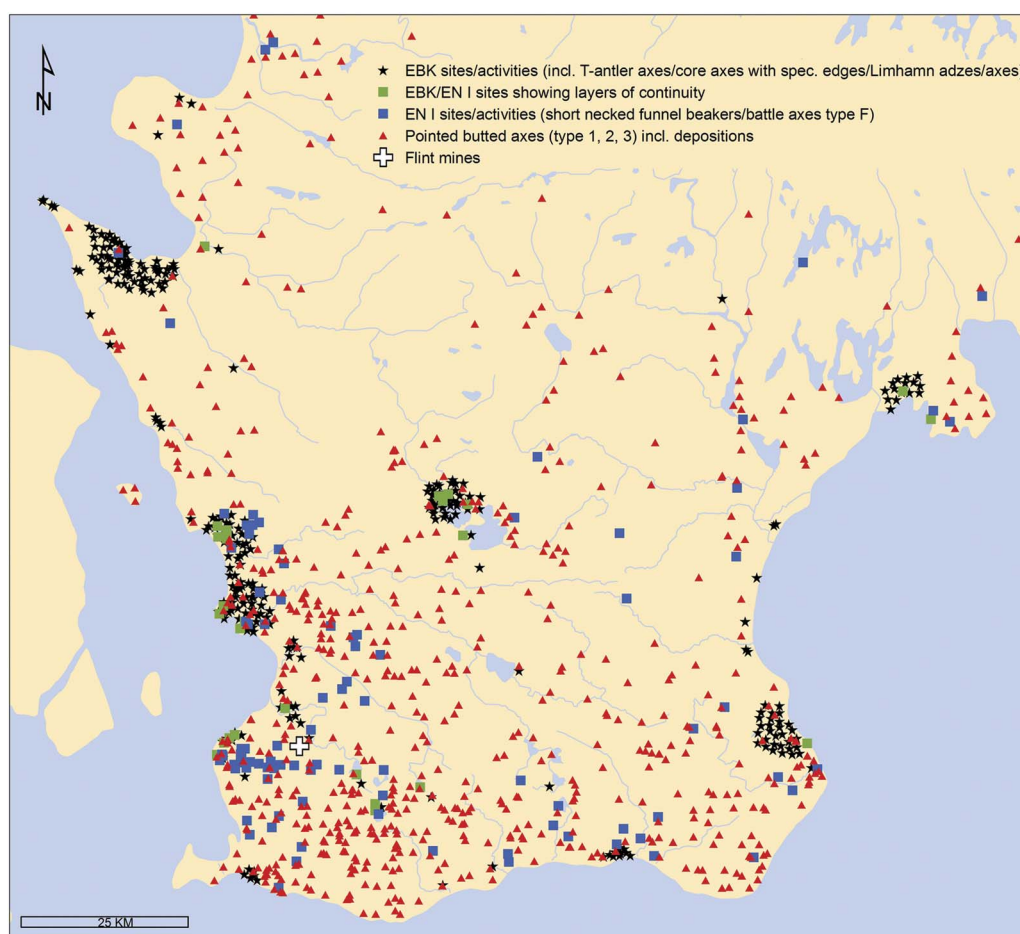 N
EBK sites/activities (incl. T-antler axes/core axes with spec. edges/Limhamn adzes/axes)
EBK/EN I sites showing layers of continuity
EN I sites/activities (short necked funnel beakers/battle axes type F)
Pointed butted axes (type 1, 2, 3) incl. depositions
Flint mines
25 KM